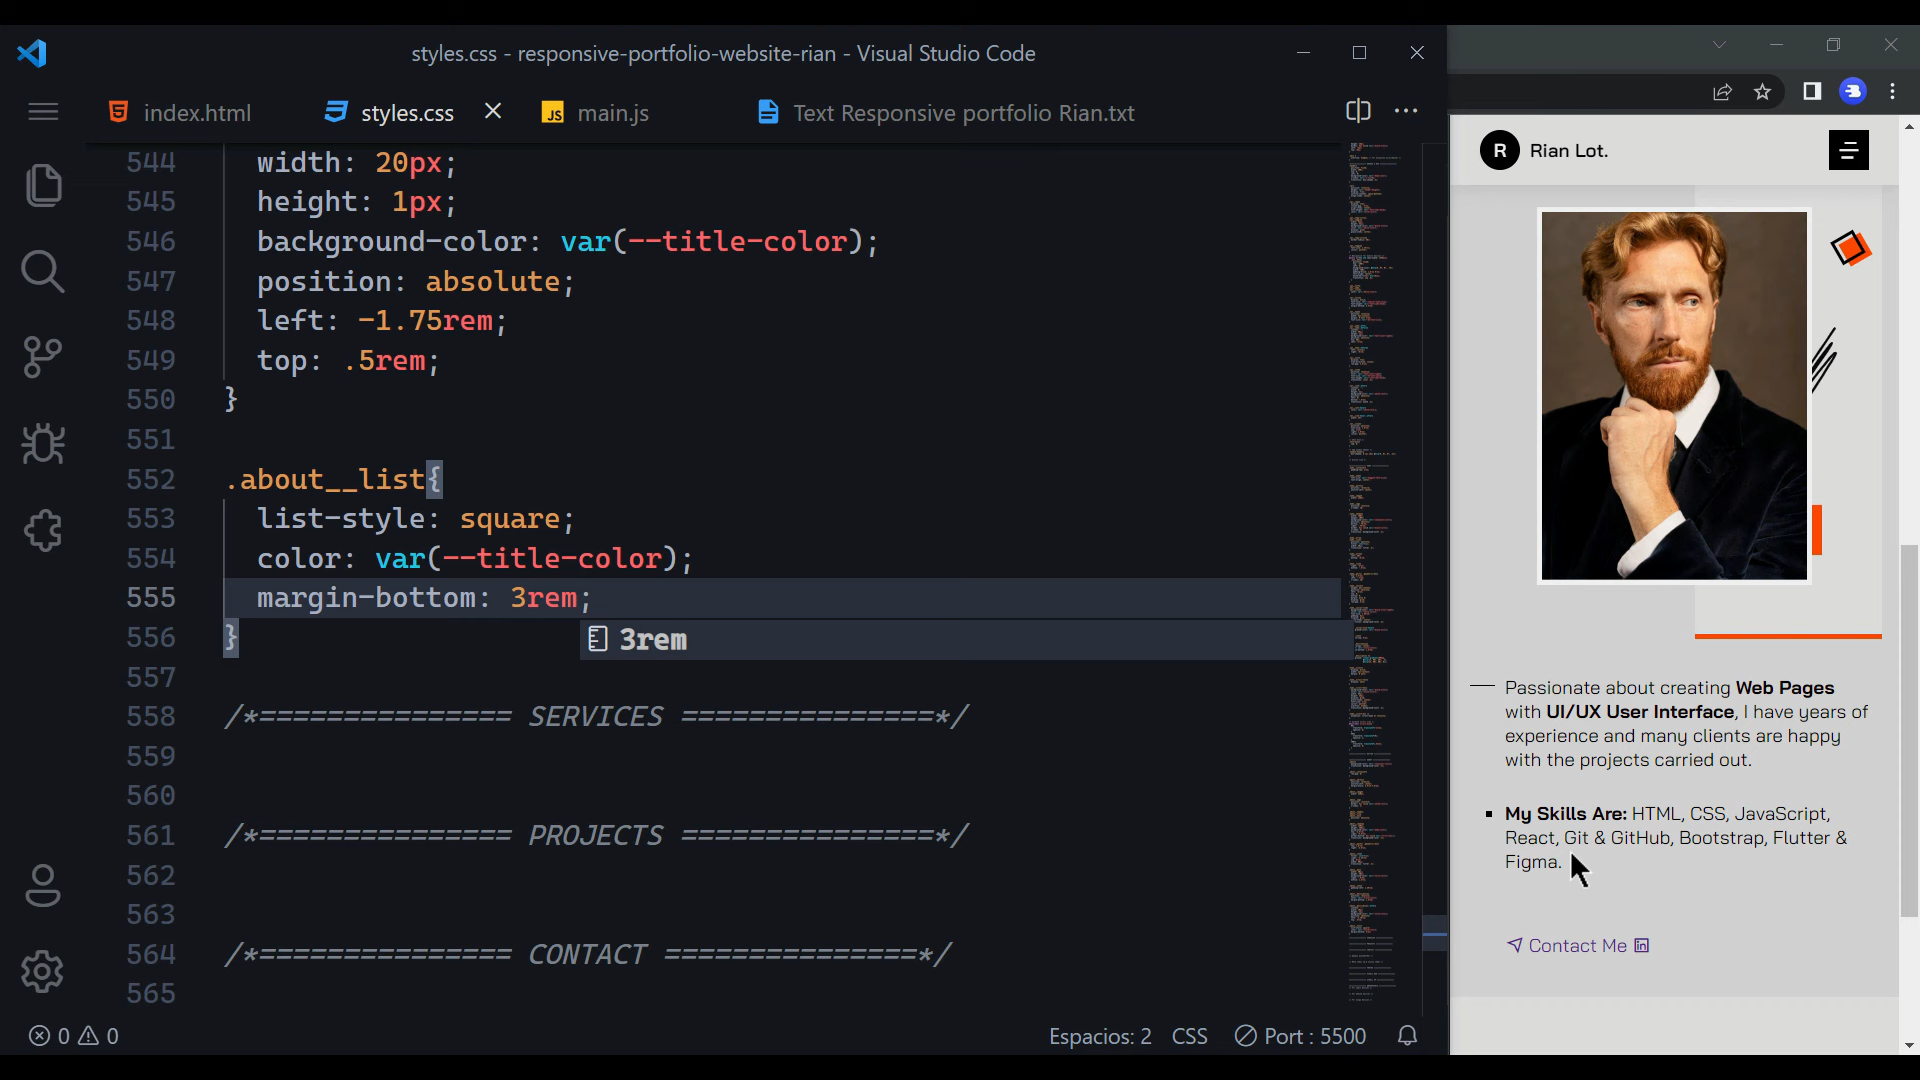 styles.css - responsive-portfolio-website-rian - Visual Studio Code
index.html
styles.css
JS main.js
Text Responsive portfolio Rian.txt
544 width: 20px;
545 height: 1px;
546 background-color: var(--title-color);
547 position: absolute;
548 left: -1.75rem;
549 top: .5rem;
550 }
551
552 .about__list{
553 list-style: square;
554 color: var(--title-color);
555 margin-bottom: 3rem;
556 }
3rem
557
558 /*=============== SERVICES ===============*/
559
560
561 /*=============== PROJECTS ===============*/
562
563
564 /*=============== CONTACT ===============*/
565
0 0
Espacios: 2 CSS Port : 5500
R Rian Lot.
Passionate about creating Web Pages
with UI/UX User Interface, I have years of
experience and many clients are happy
with the projects carried out.
My Skills Are: HTML, CSS, JavaScript,
React, Git & GitHub, Bootstrap, Flutter &
Figma.
Contact Me in